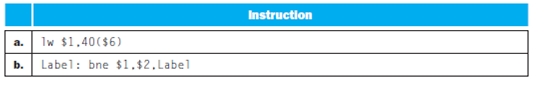 Instruction
a. lw $1,40($6)
b. Label: bne $1,$2,Label